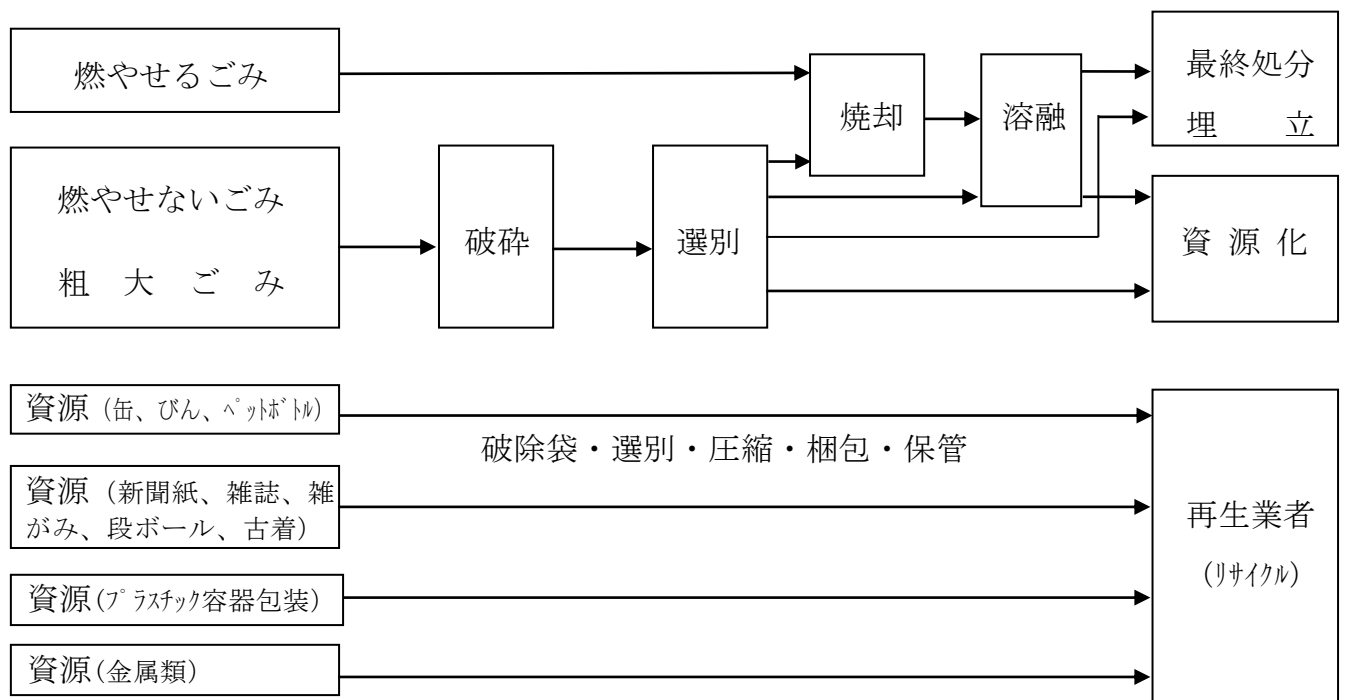 燃やせるごみ
焼却
溶融
最終処分
埋　　立
燃やせないごみ
粗　大　ご　み
破砕
選別
資 源 化
資源（缶、びん、ﾍﾟｯﾄﾎﾞﾄﾙ）
破除袋・選別・圧縮・梱包・保管
資源（新聞紙、雑誌、雑
がみ、段ボール、古着）
資源(ﾌﾟﾗｽﾁｯｸ容器包装)
資源(金属類)
再生業者
(ﾘｻｲｸﾙ)